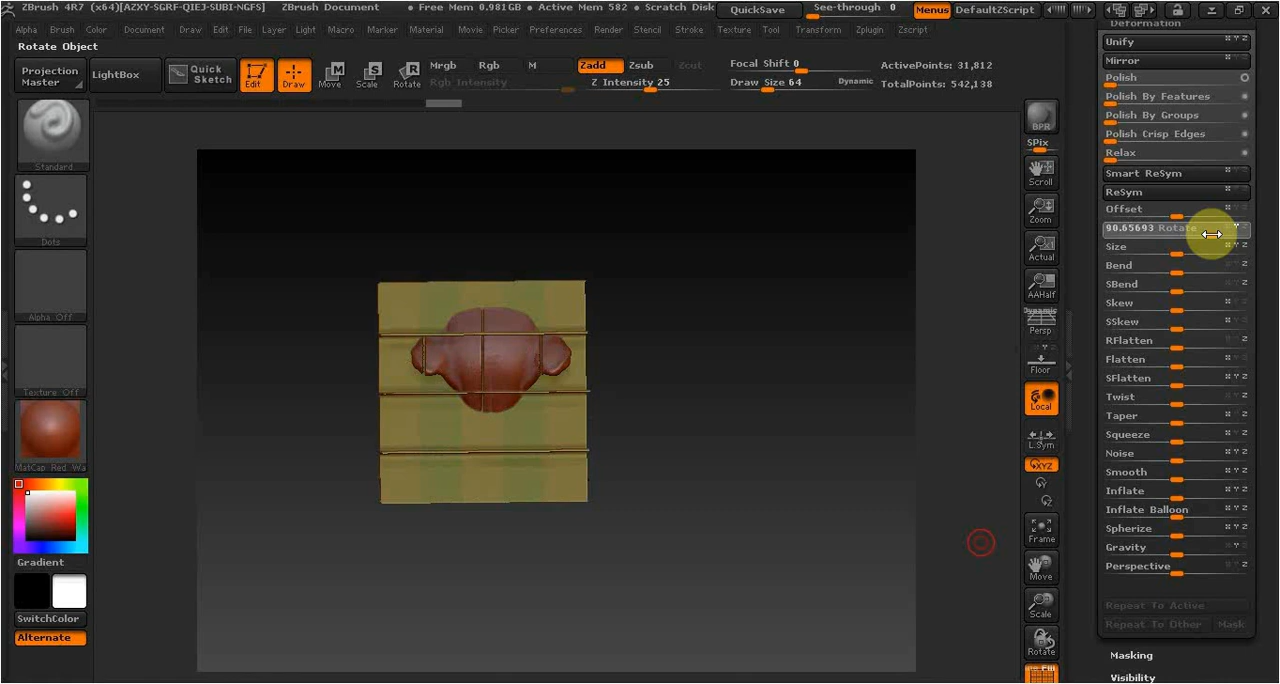 ZBrush 4R7 (x64)[AZXY-SGRF-QIEJ-SUBI-NGFS] ZBrush Document • Free Mem 0.981GB • Active Mem 582 • Scratch Disk QuickSave See-through 0 Menus DefaultZScript
Alpha Brush Color Document Draw Edit File Layer Light Macro Marker Material Movie Picker Preferences Render Stencil Stroke Texture Tool Transform Zplugin Zscript
Rotate Object
Projection Master
LightBox
Quick Sketch
Edit
Draw
Move
Scale
Rotate
Mrgb Rgb M Zadd Zsub Zcut
Rgb Intensity Z Intensity 25
Focal Shift 0
Draw Size 64 Dynamic
ActivePoints: 31,812
TotalPoints: 542,138
Standard
Dots
Alpha Off
Texture Off
MatCap Red Wa
Gradient
SwitchColor
Alternate
BPR
SPix
Scroll
Zoom
Actual
AAHalf
Dynamic
Persp
Floor
Local
L.Sym
XYZ
Frame
Move
Scale
Rotate
Deformation
Unify
Mirror
Polish
Polish By Features
Polish By Groups
Polish Crisp Edges
Relax
Smart ReSym
ReSym
Offset
90.65693 Rotate
Size
Bend
SBend
Skew
SSkew
RFlatten
Flatten
SFlatten
Twist
Taper
Squeeze
Noise
Smooth
Inflate
Inflate Balloon
Spherize
Gravity
Perspective
Repeat To Active
Repeat To Other Mask
Masking
Visibility